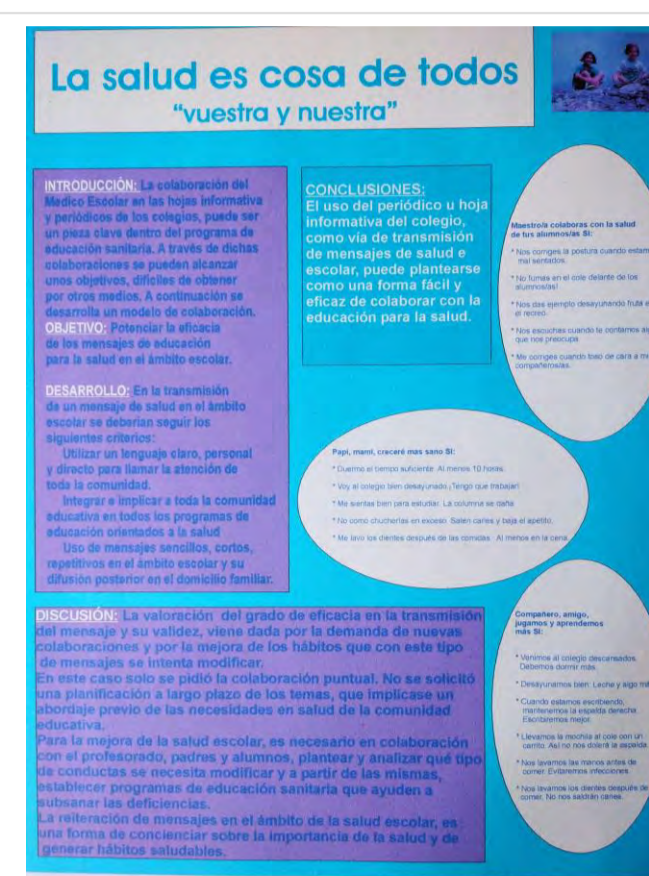 La salud es cosa de todos
"vuestra y nuestra"
INTRODUCCIÓN: La colaboración del
Medico Escolar en las hojas informativa
y periódicos de los colegios, puede ser
un pieza clave dentro del programa de
educación sanitaria. A través de dichas
colaboraciones se pueden alcanzar
unos objetivos, difíciles de obtener
por otros medios. A continuación se
desarrolla un modelo de colaboración.
OBJETIVO: Potenciar la eficacia
de los mensajes de educación
para la salud en el ámbito escolar.
DESARROLLO: En la transmisión
de un mensaje de salud en el ámbito
escolar se deberían seguir los
siguientes criterios:
Utilizar un lenguaje claro, personal
y directo para llamar la atención de
toda la comunidad.
Integrar e implicar a toda la comunidad
educativa en todos los programas de
educación orientados a la salud
Uso de mensajes sencillos, cortos,
repetitivos en el ámbito escolar y su
difusión posterior en el domicilio familiar.
CONCLUSIONES:
El uso del periódico u hoja
informativa del colegio,
como vía de transmisión
de mensajes de salud e
escolar, puede plantearse
como una forma fácil y
eficaz de colaborar con la
educación para la salud.
Maestro/a colaboras con la salud
de tus alumnos/as SI:
* Nos corriges la postura cuando estam
mal sentados.
* No fumas en el cole delante de los
alumnos/as!
* Nos das ejemplo desayunando fruta e
el recreo.
* Nos escuchas cuando te contamos al
que nos preocupa.
* Me corriges cuando toso de cara a mi
compañeros/as.
Papi, mami, creceré mas sano SI:
* Duermo el tiempo suficiente. Al menos 10 horas.
* Voy al colegio bien desayunado ¡Tengo que trabajar!
* Me sientas bien para estudiar. La columna se daña.
* No como chucherías en exceso. Salen caries y baja el apetito.
* Me lavo los dientes después de las comidas. Al menos en la cena.
DISCUSIÓN: La valoración del grado de eficacia en la transmisión
del mensaje y su validez, viene dada por la demanda de nuevas
colaboraciones y por la mejora de los hábitos que con este tipo
de mensajes se intenta modificar.
En este caso solo se pidió la colaboración puntual. No se solicitó
una planificación a largo plazo de los temas, que implicase un
abordaje previo de las necesidades en salud de la comunidad
educativa.
Para la mejora de la salud escolar, es necesario en colaboración
con el profesorado, padres y alumnos, plantear y analizar qué tipo
de conductas se necesita modificar y a partir de las mismas,
establecer programas de educación sanitaria que ayuden a
subsanar las deficiencias.
La reiteración de mensajes en el ámbito de la salud escolar, es
una forma de concienciar sobre la importancia de la salud y de
generar hábitos saludables.
Compañero, amigo,
jugamos y aprendemos
más SI:
* Venimos al colegio descansados.
Debemos dormir más.
* Desayunamos bien. Leche y algo má
* Cuando estamos escribiendo,
mantenemos la espalda derecha.
Escribiremos mejor.
* Llevamos la mochila al cole con un
carrito. Así no nos dolerá la espalda.
* Nos lavamos las manos antes de
comer. Evitaremos infecciones.
* Nos lavamos los dientes después de
comer. No nos saldrán caries.